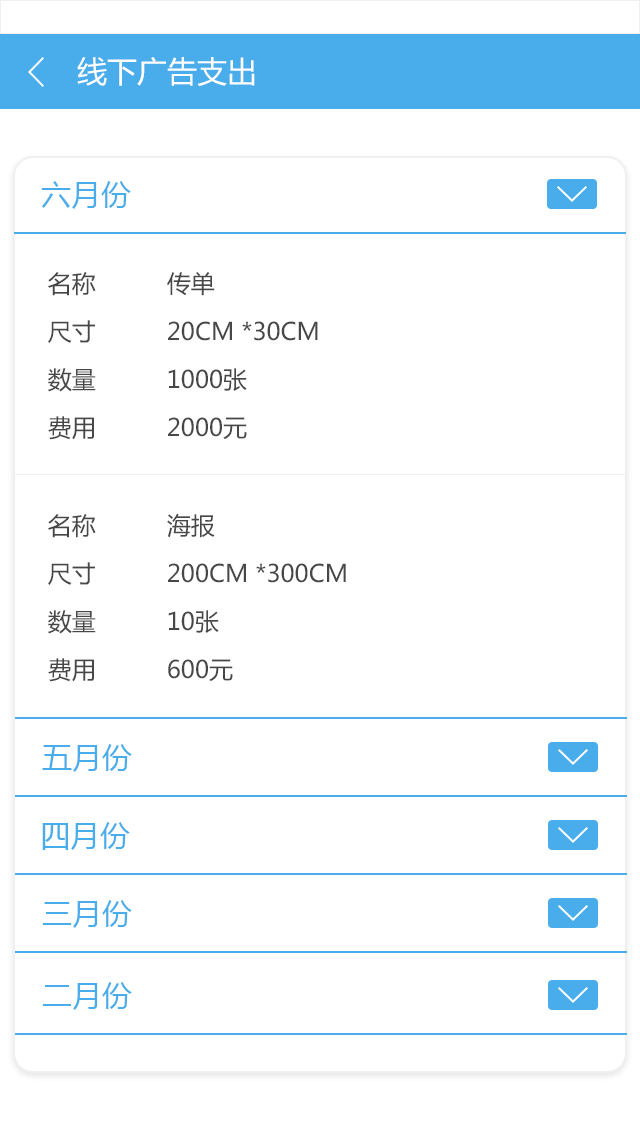 线下广告支出
六月份
名称 传单
尺寸 20CM *30CM
数量 1000张
费用 2000元
名称 海报
尺寸 200CM *300CM
数量 10张
费用 600元
五月份
四月份
三月份
二月份